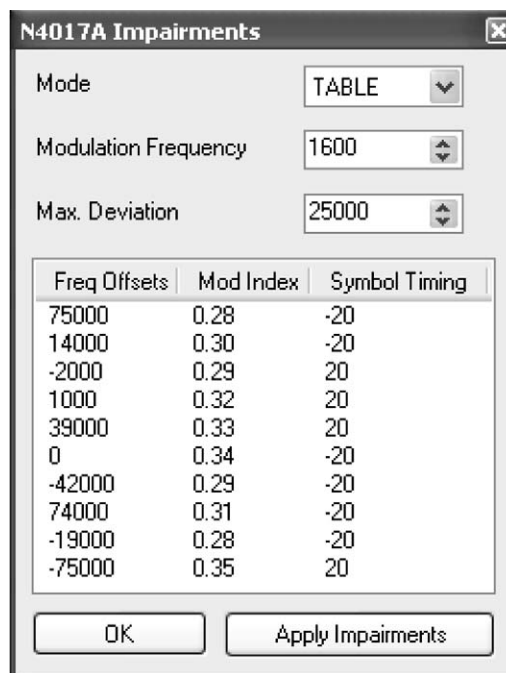 N4017A Impairments
Mode TABLE
Modulation Frequency 1600
Max. Deviation 25000
Freq Offsets Mod Index Symbol Timing
75000 0.28 -20
14000 0.30 -20
-2000 0.29 20
1000 0.32 20
39000 0.33 20
0 0.34 -20
-42000 0.29 -20
74000 0.31 -20
-19000 0.28 -20
-75000 0.35 20
OK Apply Impairments